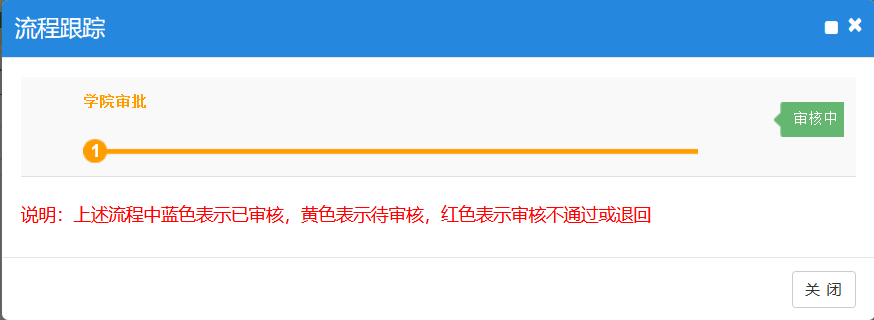 流程跟踪
学院审批
审核中
1
说明：上述流程中蓝色表示已审核，黄色表示待审核，红色表示审核不通过或退回
关 闭